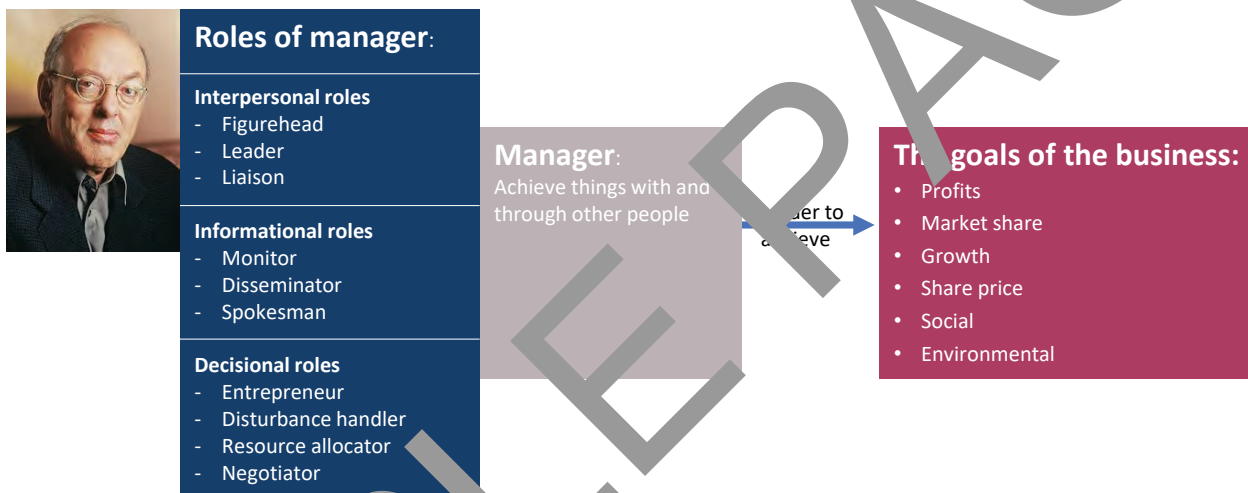 Roles of manager:
Interpersonal roles
- Figurehead
- Leader
- Liaison
Informational roles
- Monitor
- Disseminator
- Spokesman
Decisional roles
- Entrepreneur
- Disturbance handler
- Resource allocator
- Negotiator
Manager:
Achieve things with and
through other people
to
goals of the business:
• Profits
• Market share
• Growth
• Share price
• Social
• Environmental